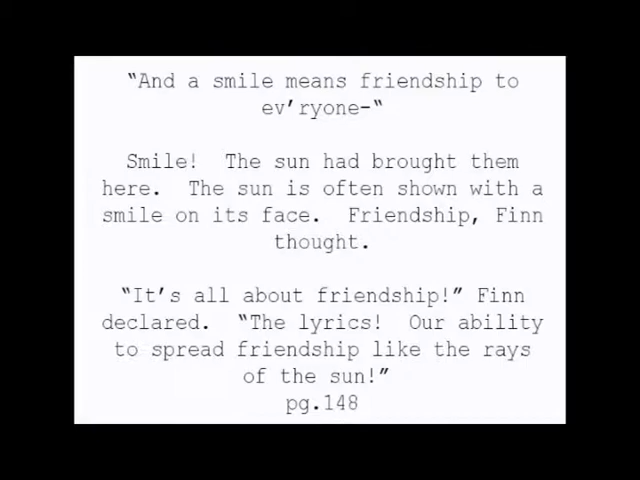 “And a smile means friendship to
ev’ryone-“
Smile!  The sun had brought them
here.  The sun is often shown with a
smile on its face.  Friendship, Finn
thought.
“It’s all about friendship!” Finn
declared.  “The lyrics!  Our ability
to spread friendship like the rays
of the sun!”
pg.148